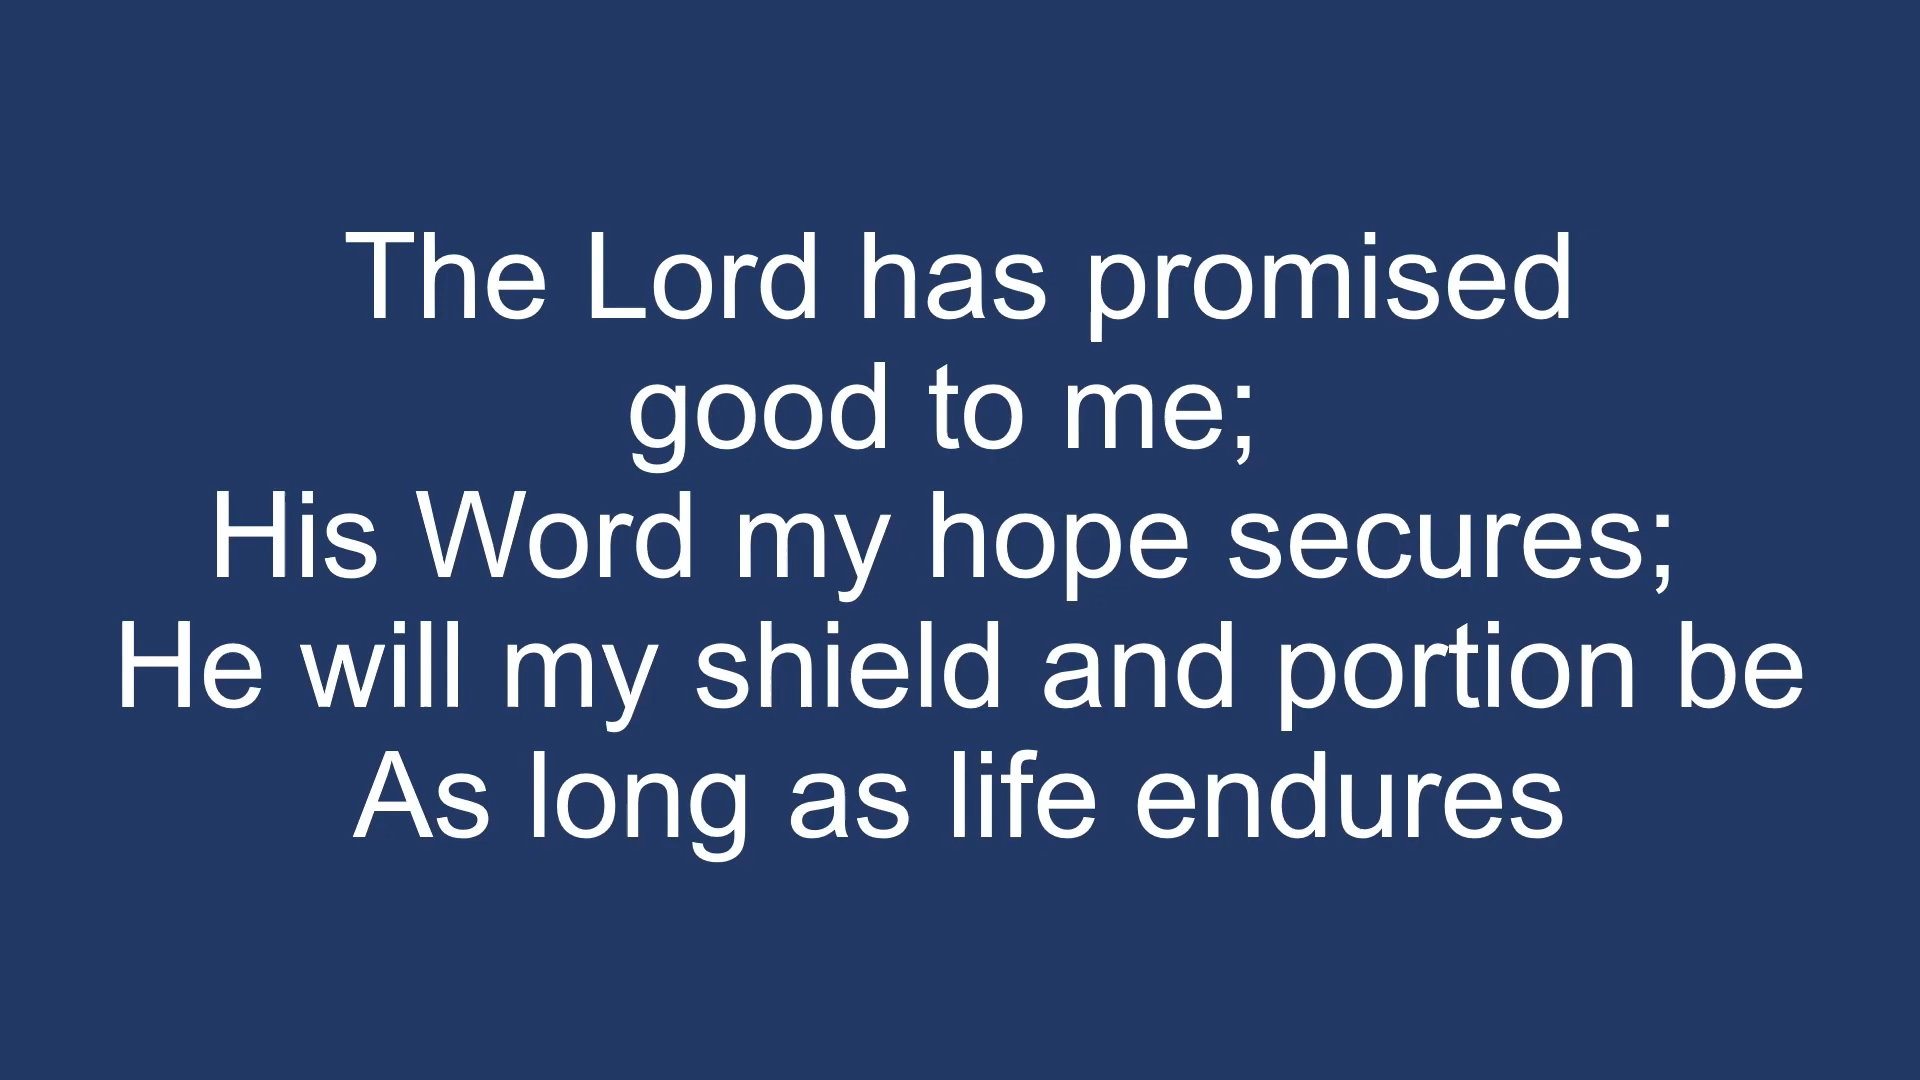 The Lord has promised
good to me;
His Word my hope secures;
He will my shield and portion be
As long as life endures